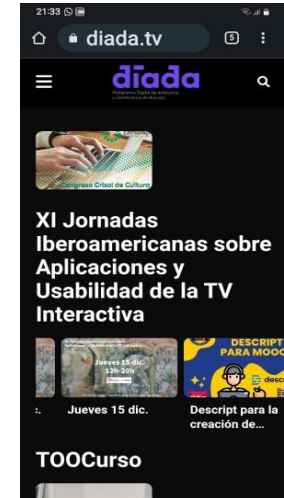 21:33
diada.tv
5
diada
Congreso Crisol de Cultura
XI Jornadas
Iberoamericanas sobre
Aplicaciones y
Usabilidad de la TV
Interactiva
Jueves 15 dic.
13h-20h
DESCRIPT
PARA MOOC
descr
c.
Jueves 15 dic.
Descript para la
creación de...
TOOCurso